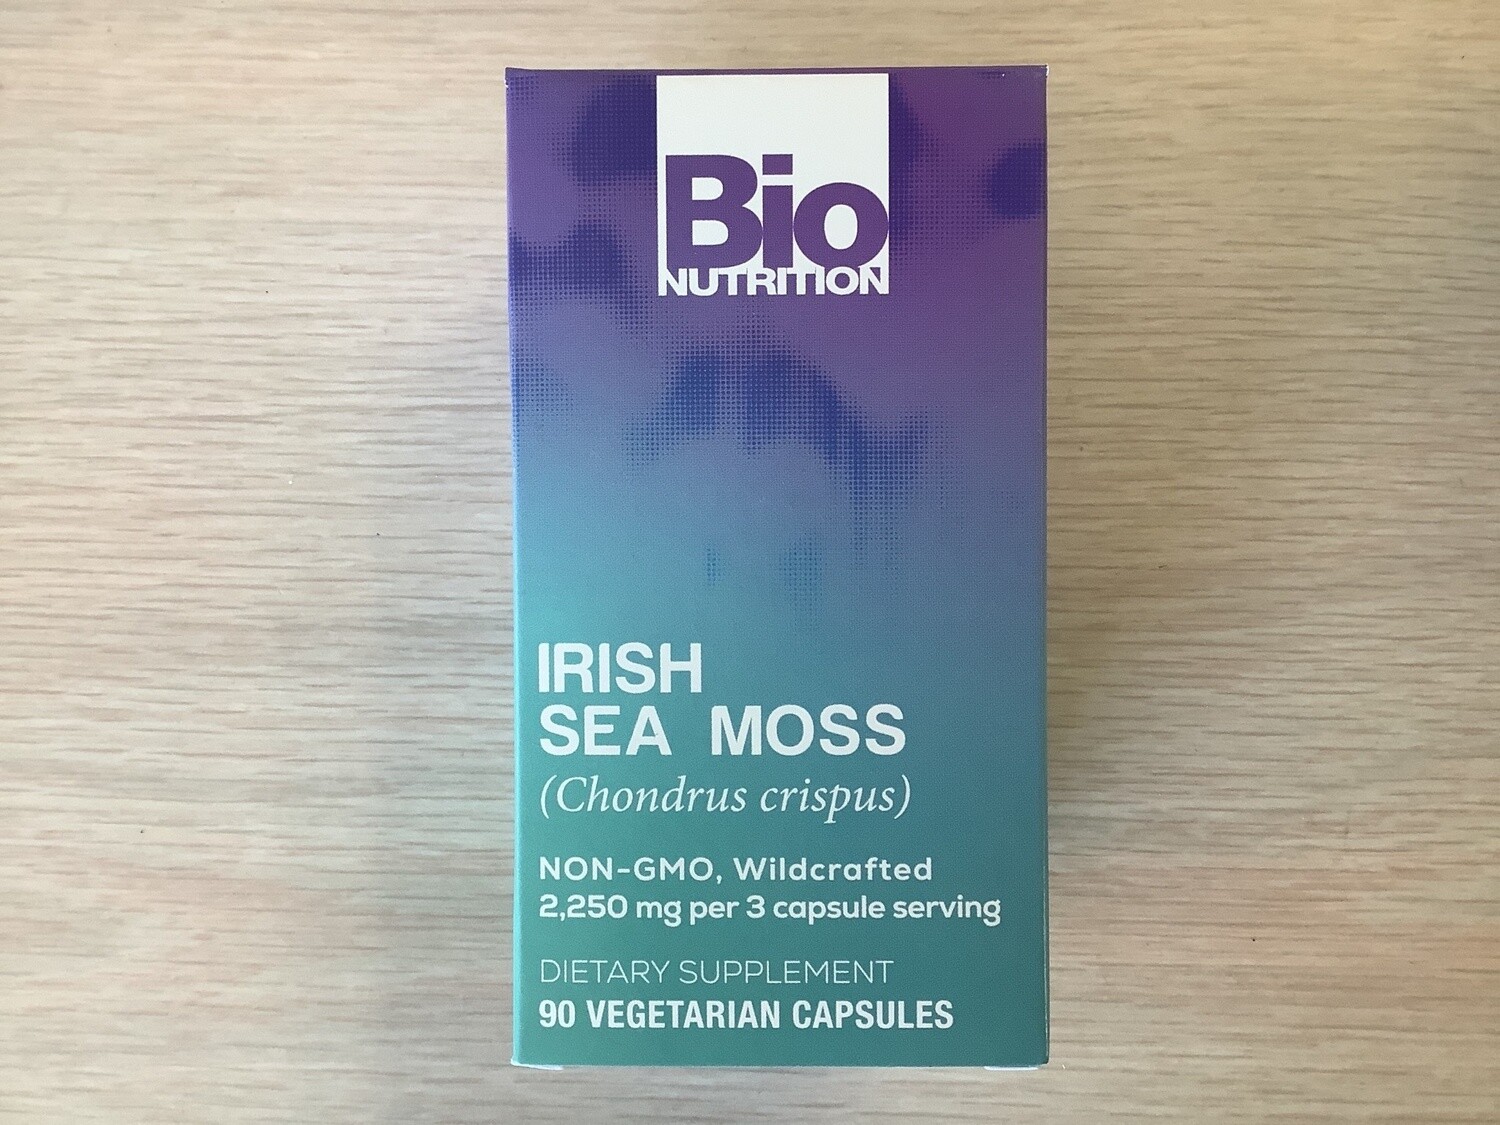 Bio
NUTRITION
IRISH
SEA MOSS
(Chondrus crispus)
NON-GMO, Wildcrafted
2,250 mg per 3 capsule serving
DIETARY SUPPLEMENT
90 VEGETARIAN CAPSULES